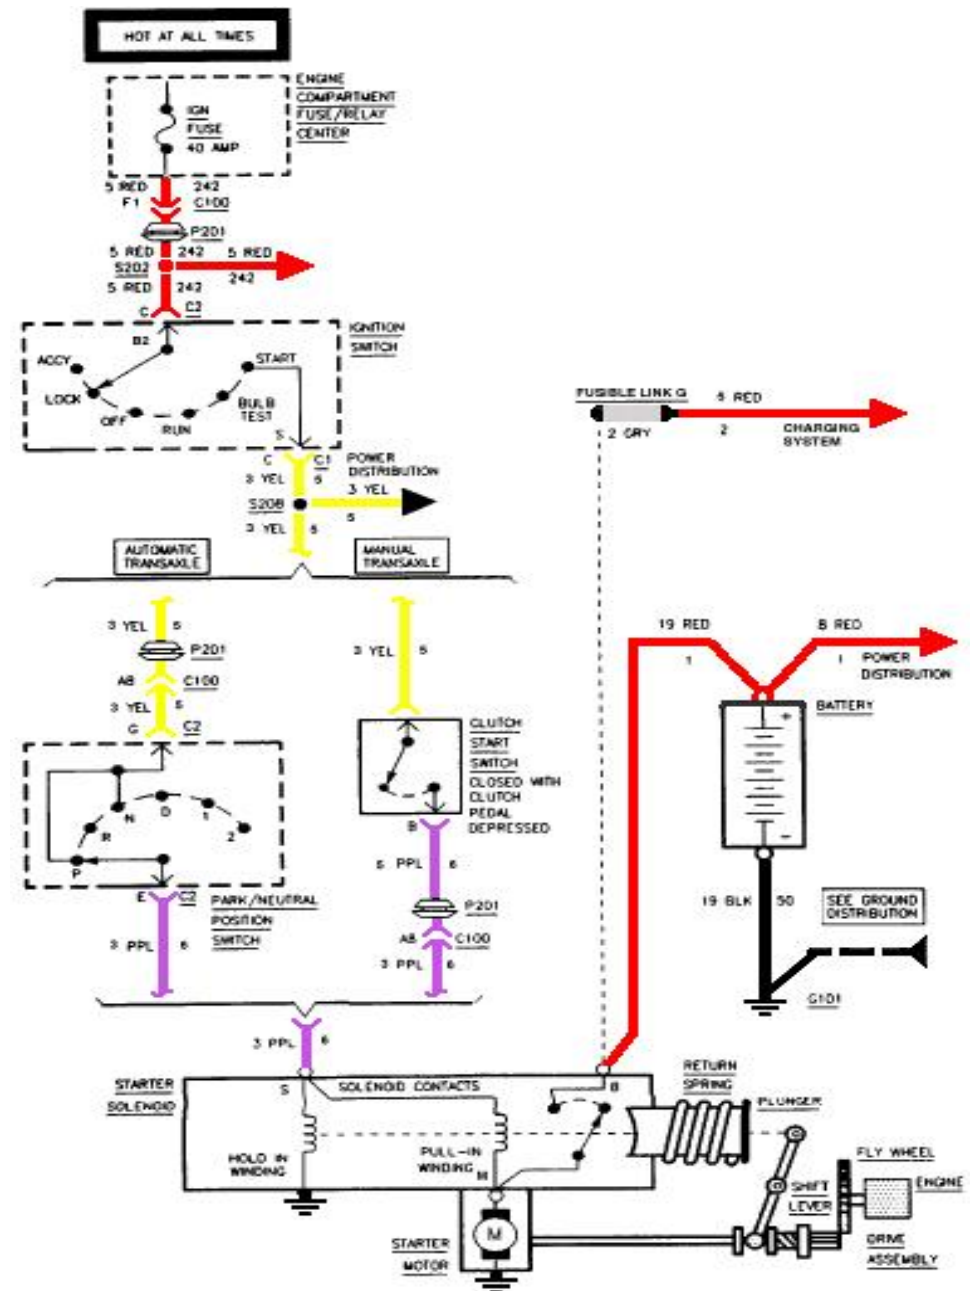 HOT AT ALL TIMES
ENGINE
COMPARTMENT
FUSE/RELAY
CENTER
IGN
FUSE
40 AMP
5 RED 242
F1 C100
P201
5 RED 242 5 RED
S202 242
5 RED 242
C C2
IGNITION
SWITCH
B2
ACCY
LOCK
OFF
RUN
BULB
TEST
START
S
C C1
POWER
DISTRIBUTION
3 YEL 5
3 YEL
S208
5
3 YEL 5
FUSIBLE LINK G
2 GRY
5 RED
2
CHARGING
SYSTEM
AUTOMATIC
TRANSAXLE
MANUAL
TRANSAXLE
3 YEL 5
P201
A8 C100
3 YEL 5
G C2
3 YEL 5
CLUTCH
START
SWITCH
CLOSED WITH
CLUTCH
PEDAL
DEPRESSED
N
D
1
R
2
P
E C2
PARK/NEUTRAL
POSITION
SWITCH
3 PPL 6
B
5 PPL 6
P201
A8 C100
3 PPL 6
19 RED
1
8 RED
1
POWER
DISTRIBUTION
BATTERY
+
-
19 BLK 50
SEE GROUND
DISTRIBUTION
G101
3 PPL 6
STARTER
SOLENOID
S
SOLENOID CONTACTS
B
HOLD IN
WINDING
PULL-IN
WINDING
M
RETURN
SPRING
PLUNGER
SHIFT
LEVER
FLY WHEEL
ENGINE
DRIVE
ASSEMBLY
STARTER
MOTOR
M